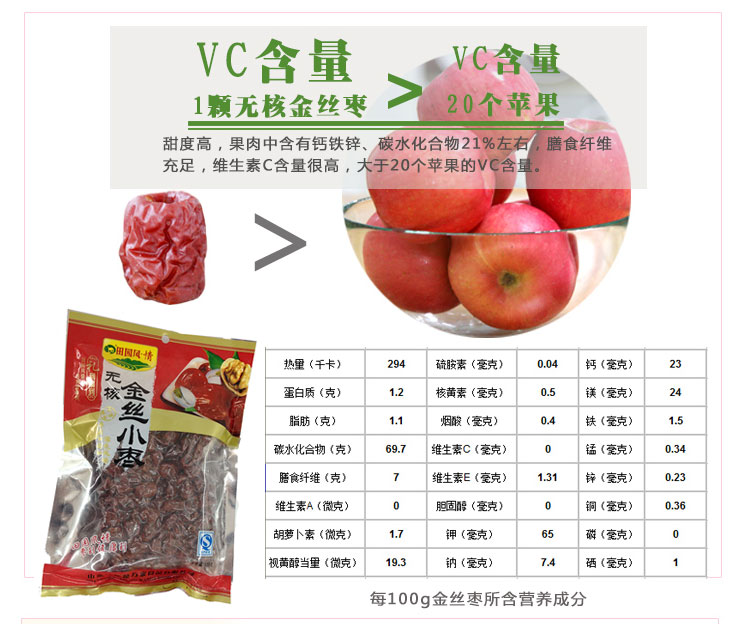 VC含量
1颗无核金丝枣
>
VC含量
20个苹果
甜度高，果肉中含有钙铁锌、碳水化合物21%左右，膳食纤维
充足，维生素C含量很高，大于20个苹果的VC含量。
>
田园风情
无核
金丝小枣
热量（千卡） 294 硫胺素（毫克） 0.04 钙（毫克） 23
蛋白质（克） 1.2 核黄素（毫克） 0.5 镁（毫克） 24
脂肪（克） 1.1 烟酸（毫克） 0.4 铁（毫克） 1.5
碳水化合物（克） 69.7 维生素C（毫克） 0 锰（毫克） 0.34
膳食纤维（克） 7 维生素E（毫克） 1.31 锌（毫克） 0.23
维生素A（微克） 0 胆固醇（毫克） 0 铜（毫克） 0.36
胡萝卜素（微克） 1.7 钾（毫克） 65 磷（毫克） 0
视黄醇当量（微克） 19.3 钠（毫克） 7.4 硒（毫克） 1
每100g金丝枣所含营养成分